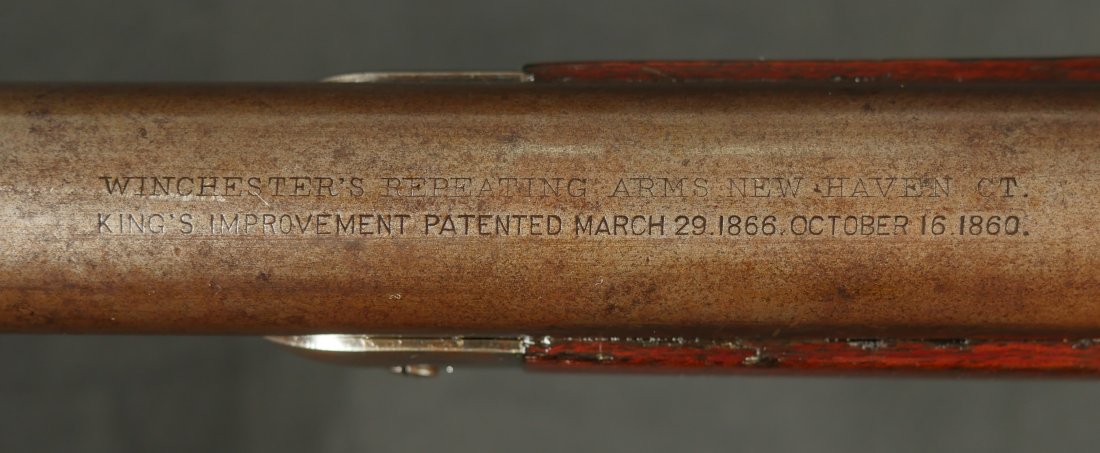 WINCHESTER'S REPEATING ARMS NEW HAVEN CT.
KING'S IMPROVEMENT PATENTED MARCH 29.1866.OCTOBER 16 1860.